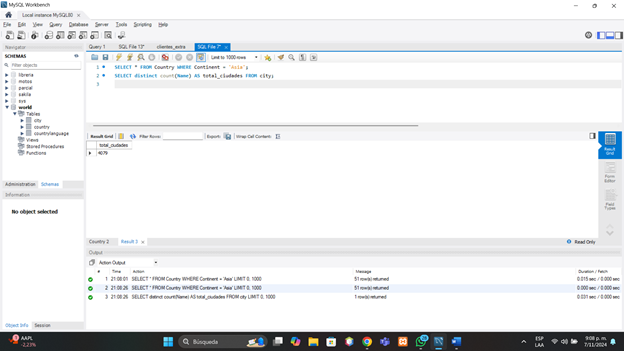 MySQL Workbench
Local instance MySQL80
File Edit View Query Database Server Tools Scripting Help
Navigator
SCHEMAS
Filter objects
libreria
motos
parcial
sakila
sys
world
Tables
city
country
countrylanguage
Views
Stored Procedures
Functions
Administration Schemas
Information
No object selected
Object Info Session
Query 1 SQL File 13* clientes_extra SQL File 7*
Limit to 1000 rows
1 SELECT * FROM Country WHERE Continent = 'Asia';
2 SELECT distinct count(Name) AS total_ciudades FROM city;
3
Result Grid Filter Rows: Export: Wrap Cell Content:
total_ciudades
4079
Result Grid
Form Editor
Field Types
Country 2 Result 3 Read Only
Output
Action Output
# Time Action Message Duration / Fetch
1 21:08:01 SELECT * FROM Country WHERE Continent = 'Asia' LIMIT 0, 1000 51 row(s) returned 0.015 sec / 0.000 sec
2 21:08:26 SELECT * FROM Country WHERE Continent = 'Asia' LIMIT 0, 1000 51 row(s) returned 0.000 sec / 0.000 sec
3 21:08:26 SELECT distinct count(Name) AS total_ciudades FROM city LIMIT 0, 1000 1 row(s) returned 0.031 sec / 0.000 sec
AAPL
-2.23%
Búsqueda
ESP
LAA
9:08 p. m.
7/11/2024